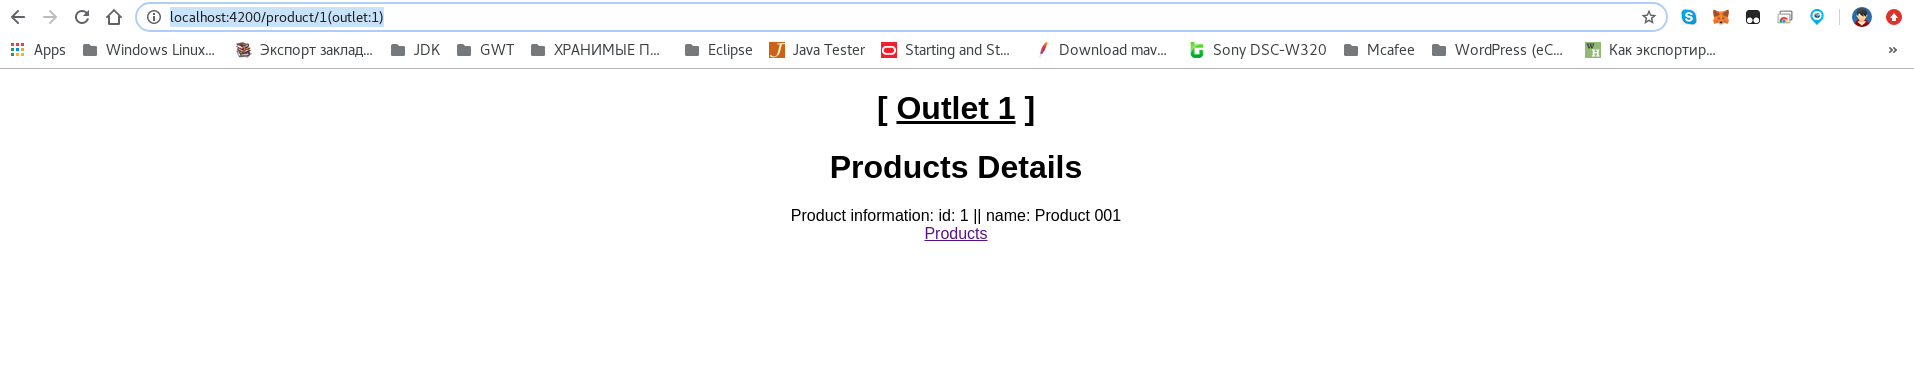 localhost:4200/product/1(outlet:1)
Apps Windows Linux... Экспорт заклад... JDK GWT ХРАНИМЫЕ П... Eclipse Java Tester Starting and St... Download mav... Sony DSC-W320 Mcafee WordPress (eC... Как экспортир... »
[ Outlet 1 ]
Products Details
Product information: id: 1 || name: Product 001
Products